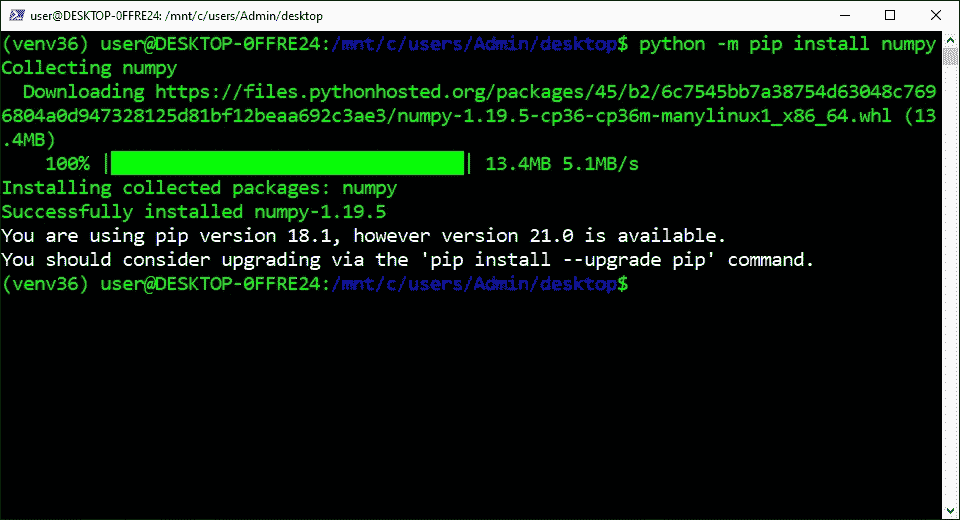 user@DESKTOP-0FFRE24: /mnt/c/users/Admin/desktop
(venv36) user@DESKTOP-0FFRE24:/mnt/c/users/Admin/desktop$ python -m pip install numpy
Collecting numpy
  Downloading https://files.pythonhosted.org/packages/45/b2/6c7545bb7a38754d63048c769
6804a0d947328125d81bf12beaa692c3ae3/numpy-1.19.5-cp36-cp36m-manylinux1_x86_64.whl (13
.4MB)
    100% |████████████████████████████████| 13.4MB 5.1MB/s
Installing collected packages: numpy
Successfully installed numpy-1.19.5
You are using pip version 18.1, however version 21.0 is available.
You should consider upgrading via the 'pip install --upgrade pip' command.
(venv36) user@DESKTOP-0FFRE24:/mnt/c/users/Admin/desktop$